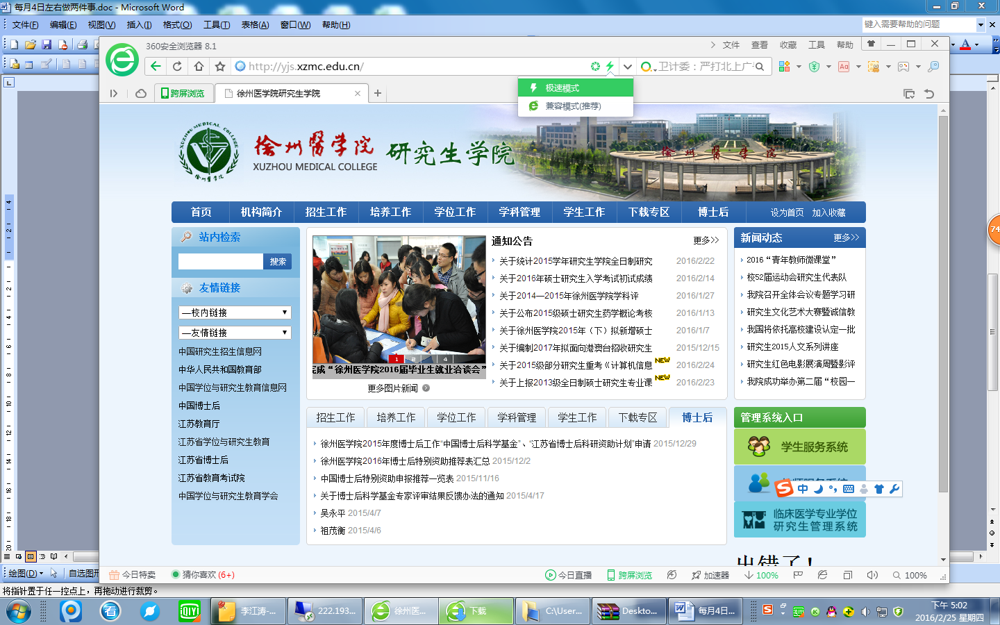 每月4日左右做两件事.doc - Microsoft Word
文件(F) 编辑(E) 视图(V) 插入(I) 格式(O) 工具(T) 表格(A) 窗口(W) 帮助(H)
键入需要帮助的问题
360安全浏览器 8.1
文件 查看 收藏 工具 帮助
http://yjs.xzmc.edu.cn/
卫计委：严打北上广
跨屏浏览
徐州医学院研究生学院
极速模式
兼容模式(推荐)
XUZHOU MEDICAL COLLEGE
徐州醫学院
徐州醫学院
XUZHOU MEDICAL COLLEGE
研究生学院
徐州醫学院
首页 机构简介 招生工作 培养工作 学位工作 学科管理 学生工作 下载专区 博士后 设为首页 加入收藏
站内检索
搜索
友情链接
—校内链接
—友情链接
中国研究生招生信息网
中华人民共和国教育部
中国学位与研究生教育信息网
中国博士后
江苏教育厅
江苏省学位与研究生教育
江苏省博士后
江苏省教育考试院
中国学位与研究生教育学会
1 2 4
完成“徐州医学院2016届毕业生就业洽谈会”
更多图片新闻
通知公告 更多>>
关于统计2015学年研究生学院全日制研究 2016/2/22
关于2016年硕士研究生入学考试初试成绩 2016/2/14
关于2014—2015年徐州医学院学科评 2016/1/27
关于公布2015级硕士研究生药学概论考核 2016/1/13
关于徐州医学院2015年（下）拟新增硕士 2016/1/7
关于编制2017年拟面向港澳台招收研究生 2015/12/15
关于2015级部分研究生重考《计算机信息 NEW 2016/2/24
关于上报2013级全日制硕士研究生专业课 NEW 2016/2/23
新闻动态 更多>>
2016“青年教师微课堂”
校52届运动会研究生代表队
我院召开全体会议专题学习研
研究生文化艺术大赛暨诚信教
我国将依托高校建设认定一批
研究生2015人文系列讲座
研究生红色电影展演周暨影评
我院成功举办第二届“校园一
招生工作 培养工作 学位工作 学科管理 学生工作 下载专区 博士后
徐州医学院2015年度博士后工作“中国博士后科学基金”、“江苏省博士后科研资助计划”申请 2015/12/29
徐州医学院2016年博士后特别资助推荐表汇总 2015/12/2
中国博士后特别资助申报推荐一览表 2015/11/16
关于博士后科学基金专家评审结果反馈办法的通知 2015/4/17
吴永平 2015/4/7
祖茂衡 2015/4/6
管理系统入口
学生服务系统
中
临床医学专业学位
研究生管理系统
出错了！
74
今日特卖 猜你喜欢 (6+)
今日直播 跨屏浏览 加速器 100% 100%
绘图(D) 自选图形
将指针置于任一控点上，再拖动进行裁剪。
看 iQIYI 李江涛-... 222.193... 徐州医... 下载 C:\User... Deskto... 每月4日...
下午 5:02
2016/2/25 星期四